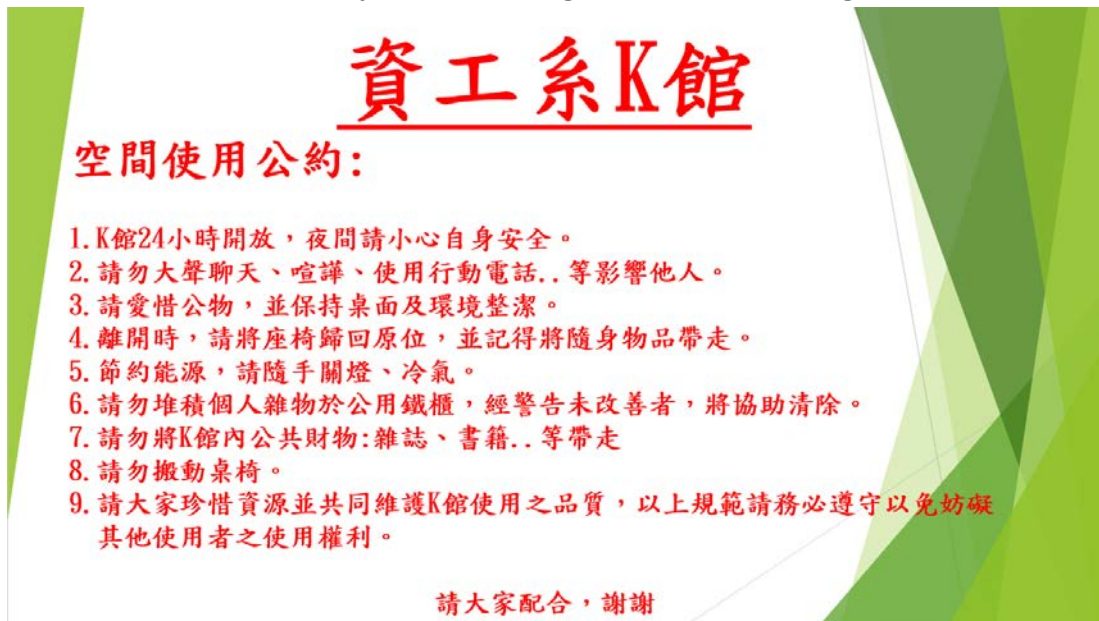 資工系K館
空間使用公約:
1.K館24小時開放，夜間請小心自身安全。
2.請勿大聲聊天、喧譁、使用行動電話..等影響他人。
3.請愛惜公物，並保持桌面及環境整潔。
4.離開時，請將座椅歸回原位，並記得將隨身物品帶走。
5.節約能源，請隨手關燈、冷氣。
6.請勿堆積個人雜物於公用鐵櫃，經警告未改善者，將協助清除。
7.請勿將K館內公共財物:雜誌、書籍..等帶走
8.請勿搬動桌椅。
9.請大家珍惜資源並共同維護K館使用之品質，以上規範請務必遵守以免妨礙
其他使用者之使用權利。
請大家配合，謝謝